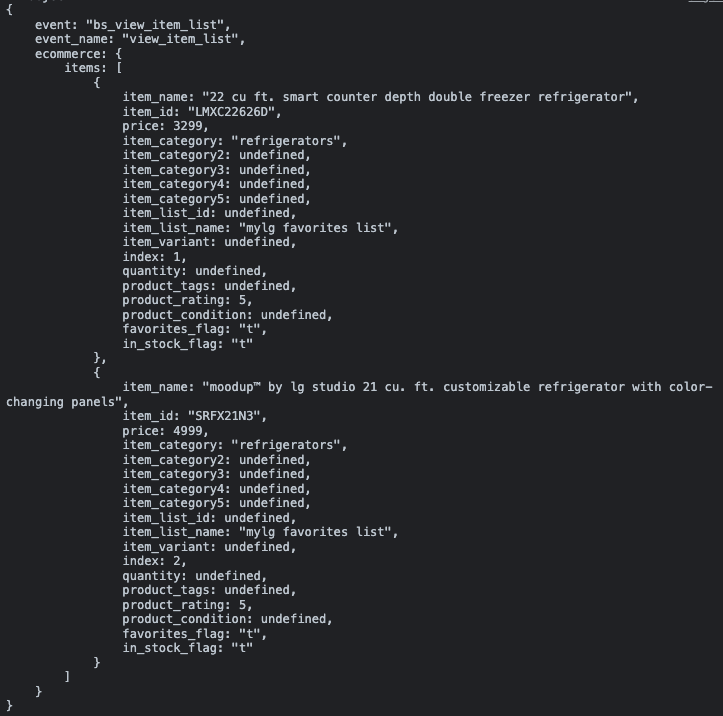 {
event: "bs_view_item_list",
event_name: "view_item_list",
ecommerce: {
items: [
{
item_name: "22 cu ft. smart counter depth double freezer refrigerator",
item_id: "LMXC22626D",
price: 3299,
item_category: "refrigerators",
item_category2: undefined,
item_category3: undefined,
item_category4: undefined,
item_category5: undefined,
item_list_id: undefined,
item_list_name: "mylg favorites list",
item_variant: undefined,
index: 1,
quantity: undefined,
product_tags: undefined,
product_rating: 5,
product_condition: undefined,
favorites_flag: "t",
in_stock_flag: "t"
},
{
item_name: "moodup™ by lg studio 21 cu. ft. customizable refrigerator with color-
changing panels",
item_id: "SRFX21N3",
price: 4999,
item_category: "refrigerators",
item_category2: undefined,
item_category3: undefined,
item_category4: undefined,
item_category5: undefined,
item_list_id: undefined,
item_list_name: "mylg favorites list",
item_variant: undefined,
index: 2,
quantity: undefined,
product_tags: undefined,
product_rating: 5,
product_condition: undefined,
favorites_flag: "t",
in_stock_flag: "t"
}
]
}
}